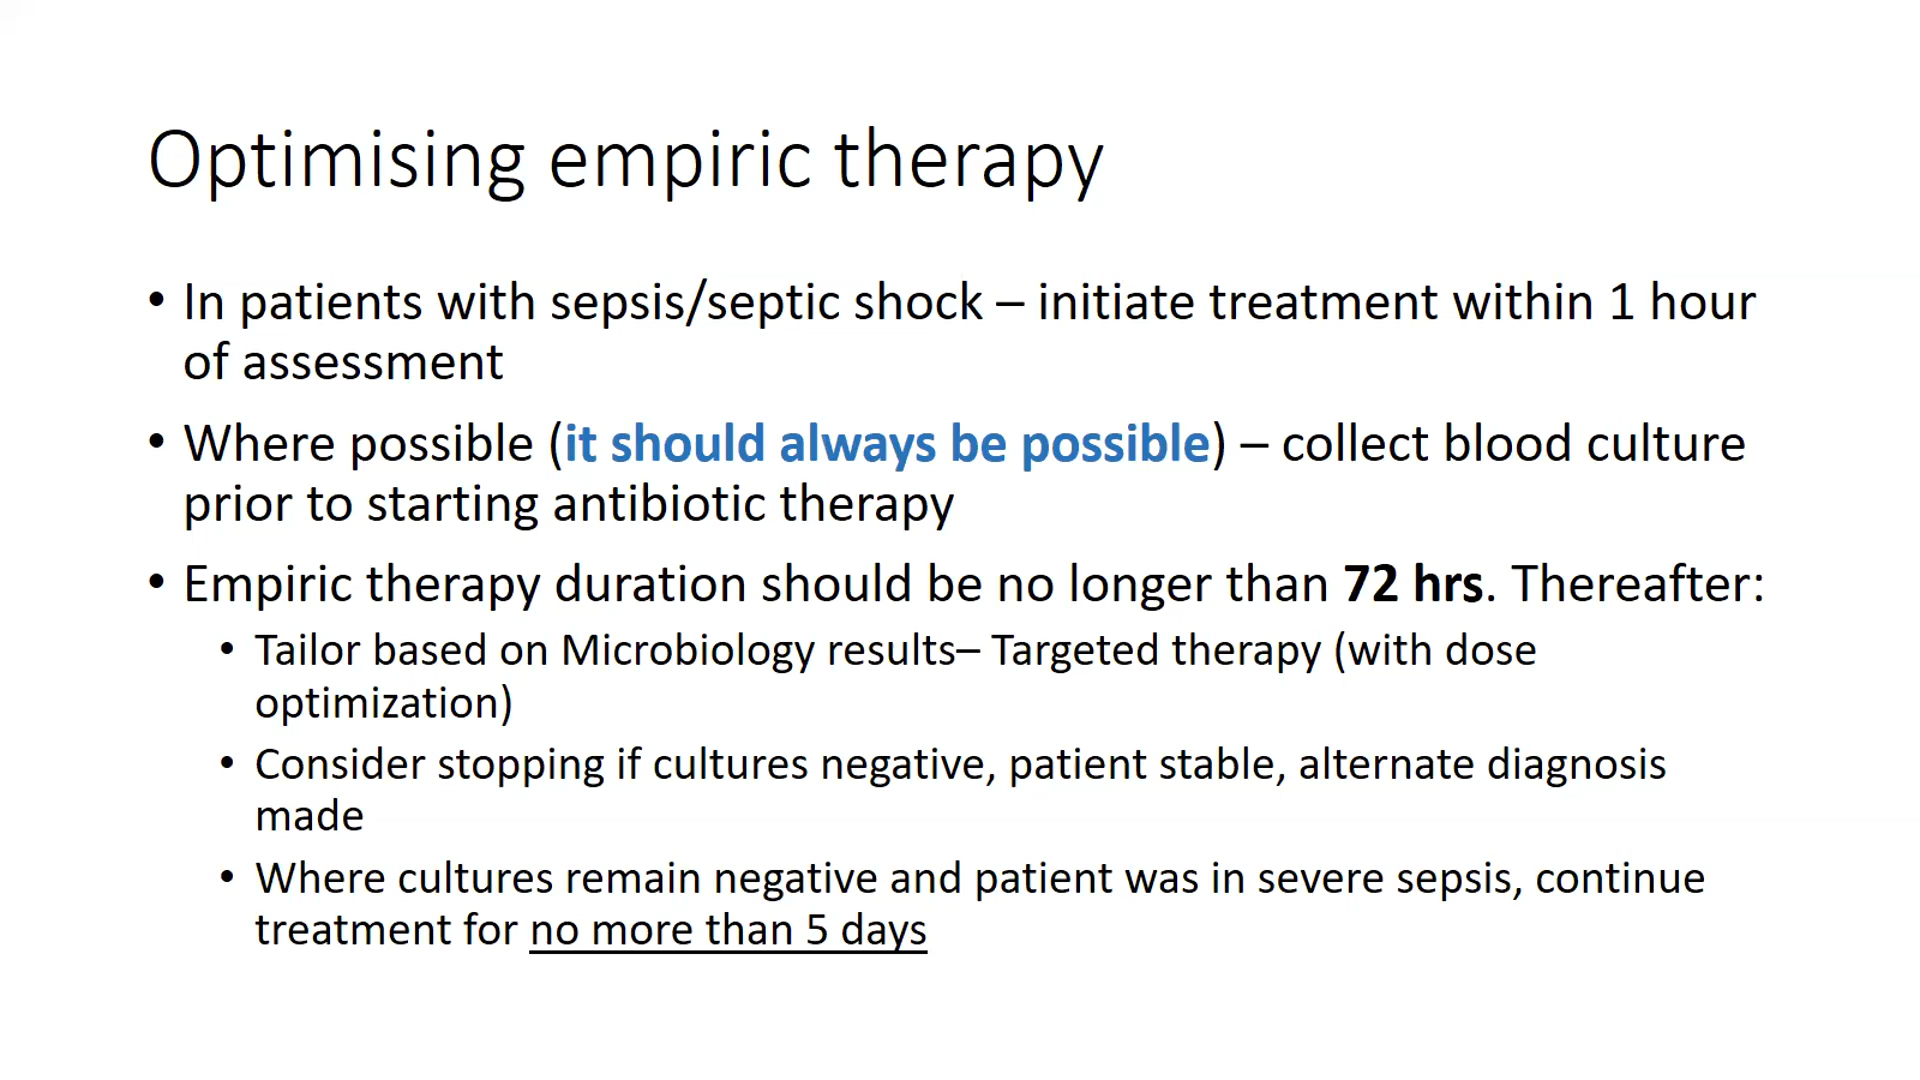 Optimising empiric therapy
• In patients with sepsis/septic shock – initiate treatment within 1 hour
of assessment
• Where possible (it should always be possible) – collect blood culture
prior to starting antibiotic therapy
• Empiric therapy duration should be no longer than 72 hrs. Thereafter:
• Tailor based on Microbiology results– Targeted therapy (with dose
optimization)
• Consider stopping if cultures negative, patient stable, alternate diagnosis
made
• Where cultures remain negative and patient was in severe sepsis, continue
treatment for no more than 5 days